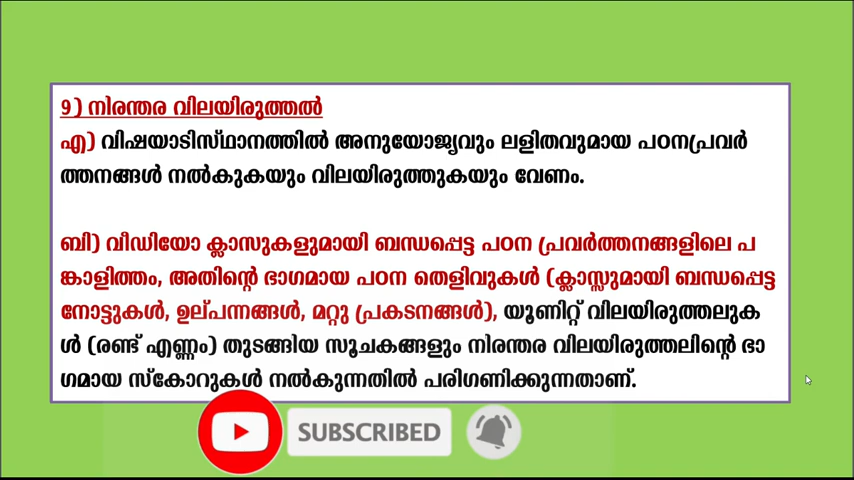 9) നിരന്തര വിലയിരുത്തൽ
എ) വിഷയാടിസ്ഥാനത്തിൽ അനുയോജ്യവും ലളിതവുമായ പഠനപ്രവർ
ത്തനങ്ങൾ നൽകുകയും വിലയിരുത്തുകയും വേണം.
ബി) വീഡിയോ ക്ലാസുകളുമായി ബന്ധപ്പെട്ട പഠന പ്രവർത്തനങ്ങളിലെ പ
ങ്കാളിത്തം, അതിന്റെ ഭാഗമായ പഠന തെളിവുകൾ (ക്ലാസ്സുമായി ബന്ധപ്പെട്ട
നോട്ടുകൾ, ഉല്പന്നങ്ങൾ, മറ്റു പ്രകടനങ്ങൾ), യൂണിറ്റ് വിലയിരുത്തലുക
ൾ (രണ്ട് എണ്ണം) തുടങ്ങിയ സൂചകങ്ങളും നിരന്തര വിലയിരുത്തലിന്റെ ഭാ
ഗമായ സ്കോറുകൾ നൽകുന്നതിൽ പരിഗണിക്കുന്നതാണ്.
SUBSCRIBED